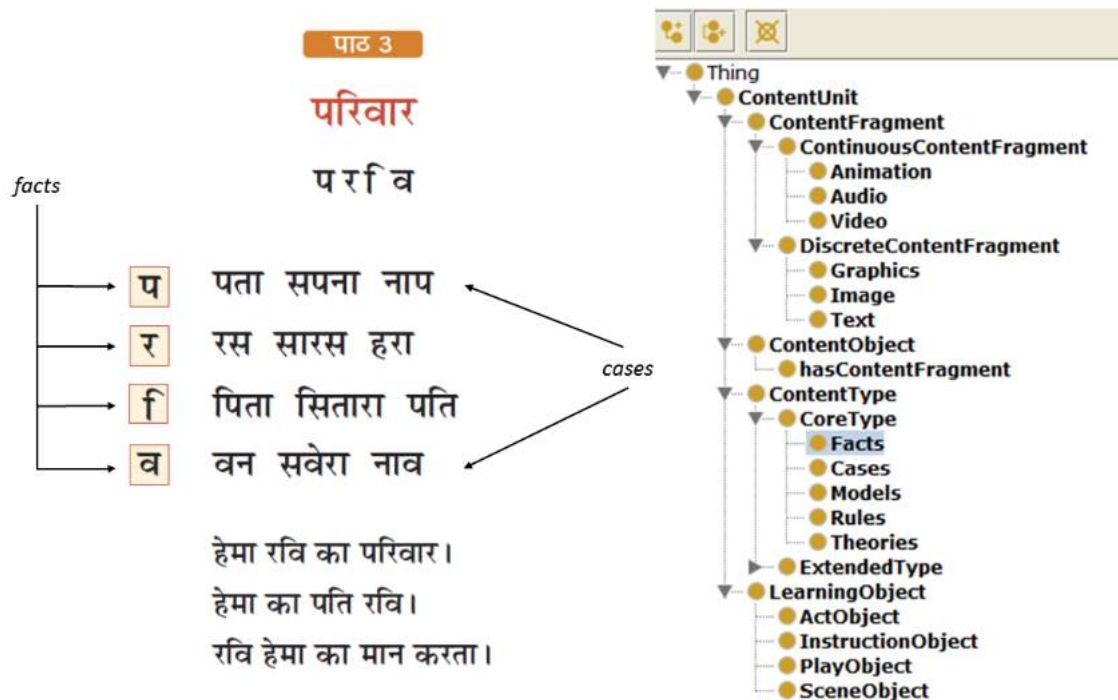 पाठ 3
परिवार
प र ि व
facts
प पता सपना नाप
र रस सारस हरा
ि पिता सितारा पति
व वन सवेरा नाव
cases
हेमा रवि का परिवार।
हेमा का पति रवि।
रवि हेमा का मान करता।
Thing
ContentUnit
ContentFragment
ContinuousContentFragment
Animation
Audio
Video
DiscreteContentFragment
Graphics
Image
Text
ContentObject
hasContentFragment
ContentType
CoreType
Facts
Cases
Models
Rules
Theories
ExtendedType
LearningObject
ActObject
InstructionObject
PlayObject
SceneObject